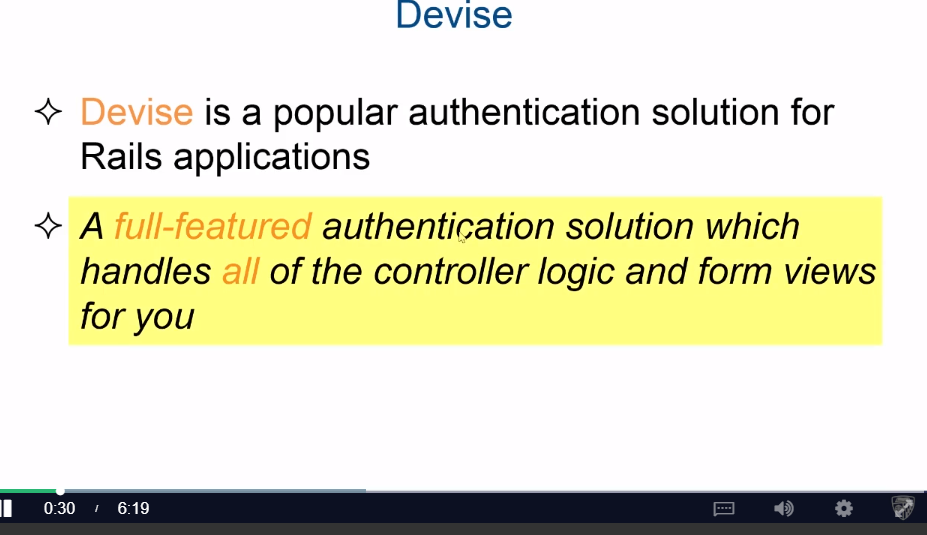 Devise
Devise is a popular authentication solution for
Rails applications
A full-featured authentication solution which
handles all of the controller logic and form views
for you
0:30 / 6:19